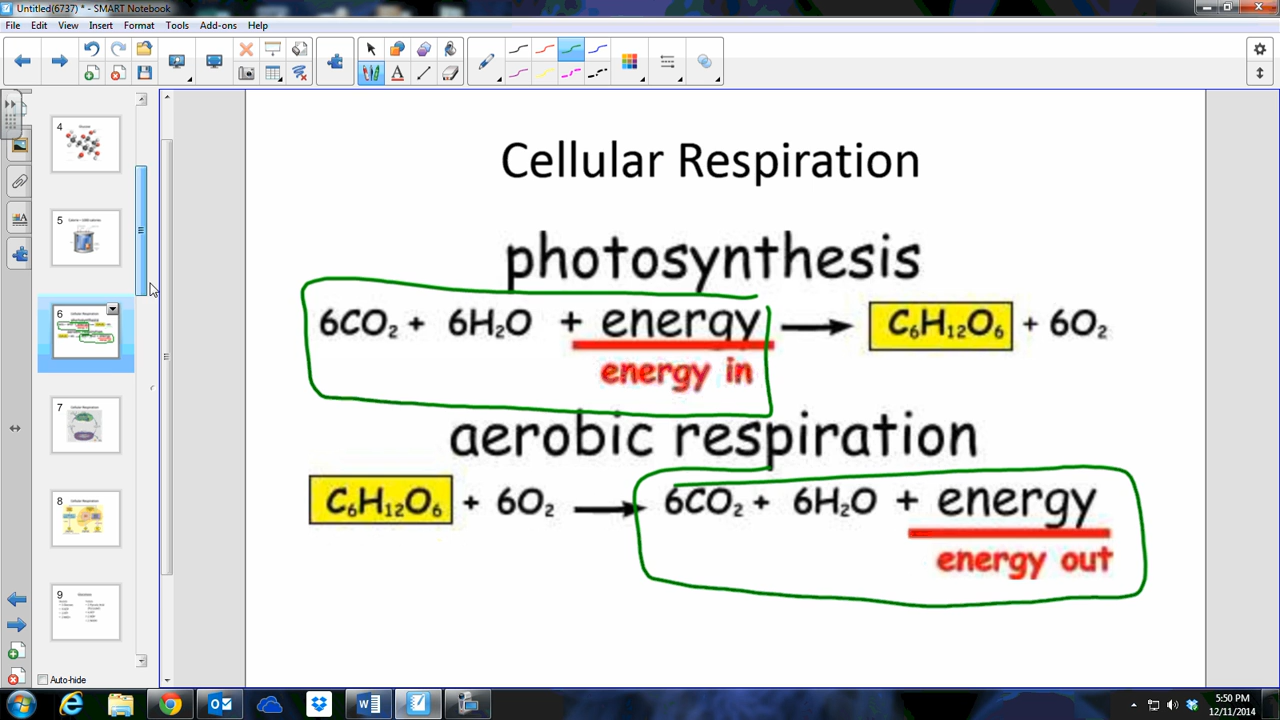 Untitled(6737) * - SMART Notebook
File Edit View Insert Format Tools Add-ons Help
4
5
6
7
8
9
Auto-hide
Cellular Respiration
photosynthesis
6CO₂ + 6H₂O + energy → C₆H₁₂O₆ + 6O₂
energy in
aerobic respiration
C₆H₁₂O₆ + 6O₂ → 6CO₂ + 6H₂O + energy
energy out
5:50 PM
12/11/2014